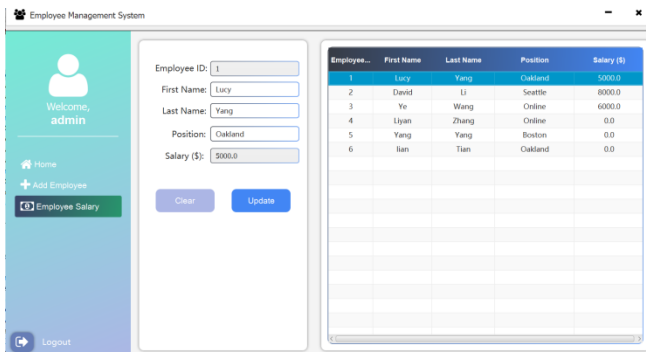 Employee Management System
Welcome,
admin
Home
Add Employee
Employee Salary
Logout
Employee ID: 1
First Name: Lucy
Last Name: Yang
Position: Oakland
Salary ($): 5000.0
Clear Update
Employee... First Name Last Name Position Salary ($)
1 Lucy Yang Oakland 5000.0
2 David Li Seattle 8000.0
3 Ye Wang Online 6000.0
4 Liyan Zhang Online 0.0
5 Yang Yang Boston 0.0
6 lian Tian Oakland 0.0